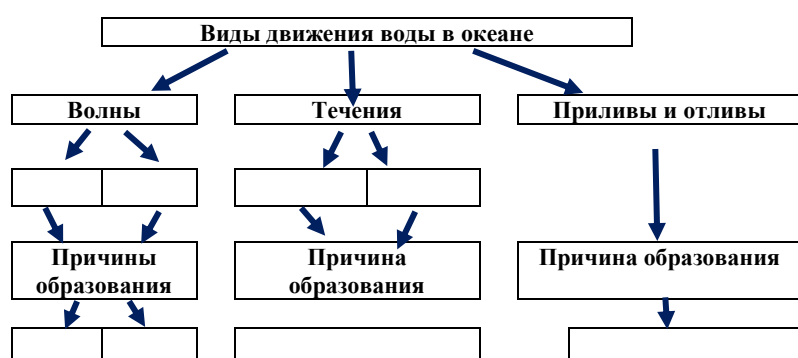 Виды движения воды в океане
Волны
Течения
Приливы и отливы
Причины
образования
Причина
образования
Причина образования